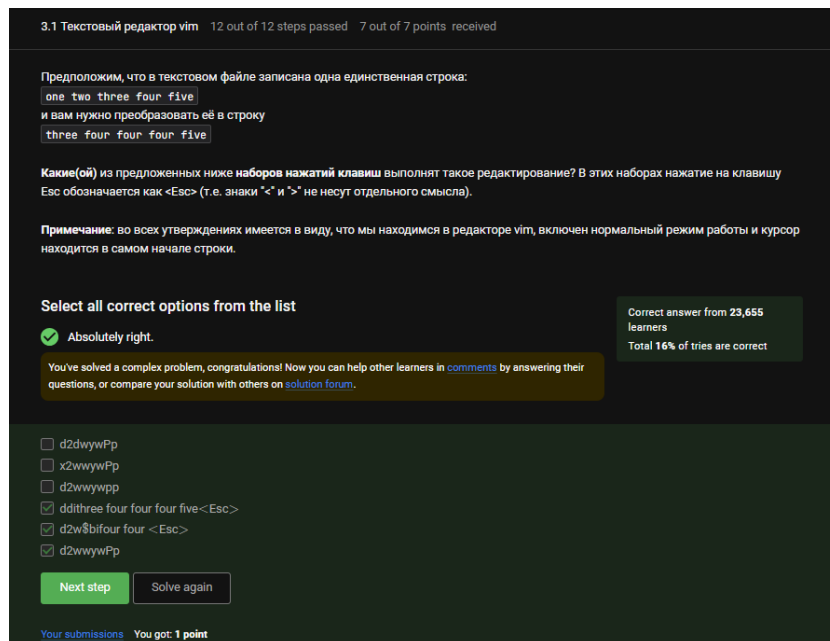 3.1 Текстовый редактор vim 12 out of 12 steps passed 7 out of 7 points received
Предположим, что в текстовом файле записана одна единственная строка:
one two three four five
и вам нужно преобразовать её в строку
three four four four five
Какие(ой) из предложенных ниже наборов нажатий клавиш выполнят такое редактирование? В этих наборах нажатие на клавишу
Esc обозначается как <Esc> (т.е. знаки "<" и ">" не несут отдельного смысла).
Примечание: во всех утверждениях имеется в виду, что мы находимся в редакторе vim, включен нормальный режим работы и курсор
находится в самом начале строки.
Select all correct options from the list
Absolutely right.
You've solved a complex problem, congratulations! Now you can help other learners in comments by answering their
questions, or compare your solution with others on solution forum.
Correct answer from 23,655
learners
Total 16% of tries are correct
d2dwywPp
x2wwywPp
d2wwywpp
ddithree four four four five<Esc>
d2w$bifour four <Esc>
d2wwywPp
Next step
Solve again
Your submissions You got: 1 point